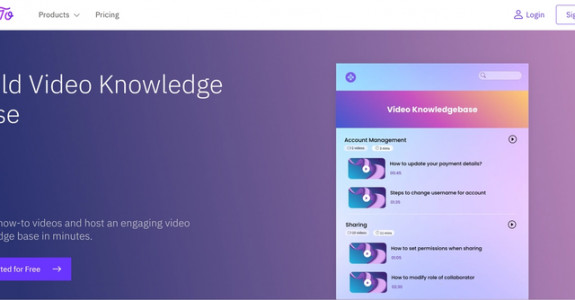 To
Products
Pricing
Login
Sig
ld Video Knowledge
se
now-to videos and host an engaging video
dge base in minutes.
ted for Free →
Video Knowledgebase
Account Management
How to update your payment details?
Steps to change username for account
Sharing
How to set permissions when sharing
How to modify role of collaborator